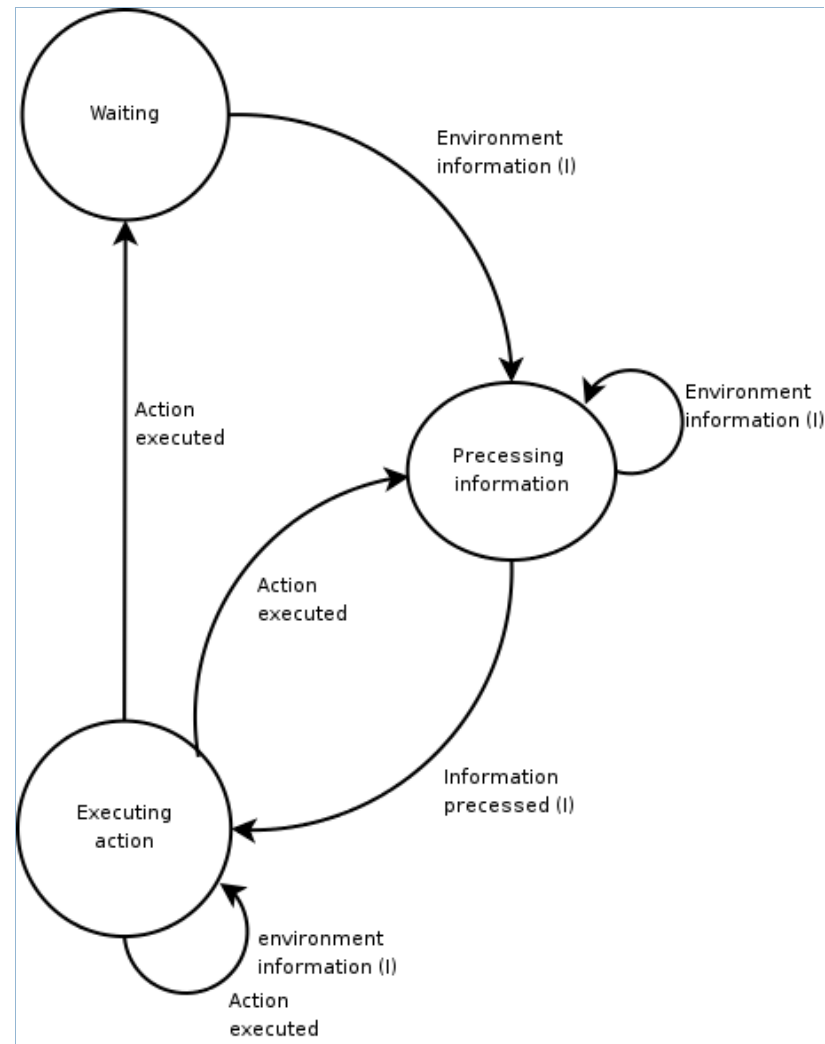 Waiting
Environment
information (I)
Action
executed
Environment
information (I)
Precessing
information
Action
executed
Information
precessed (I)
Executing
action
environment
information (I)
Action
executed